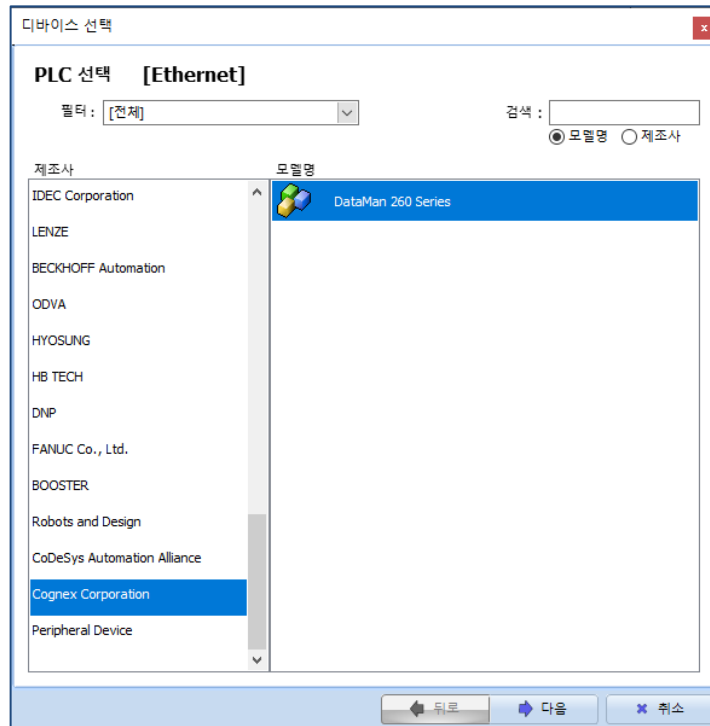 디바이스 선택
x
PLC 선택 [Ethernet]
필터 : [전체]
검색 :
모델명 제조사
제조사
모델명
IDEC Corporation
LENZE
BECKHOFF Automation
ODVA
HYOSUNG
HB TECH
DNP
FANUC Co., Ltd.
BOOSTER
Robots and Design
CoDeSys Automation Alliance
Cognex Corporation
Peripheral Device
DataMan 260 Series
뒤로 다음 취소